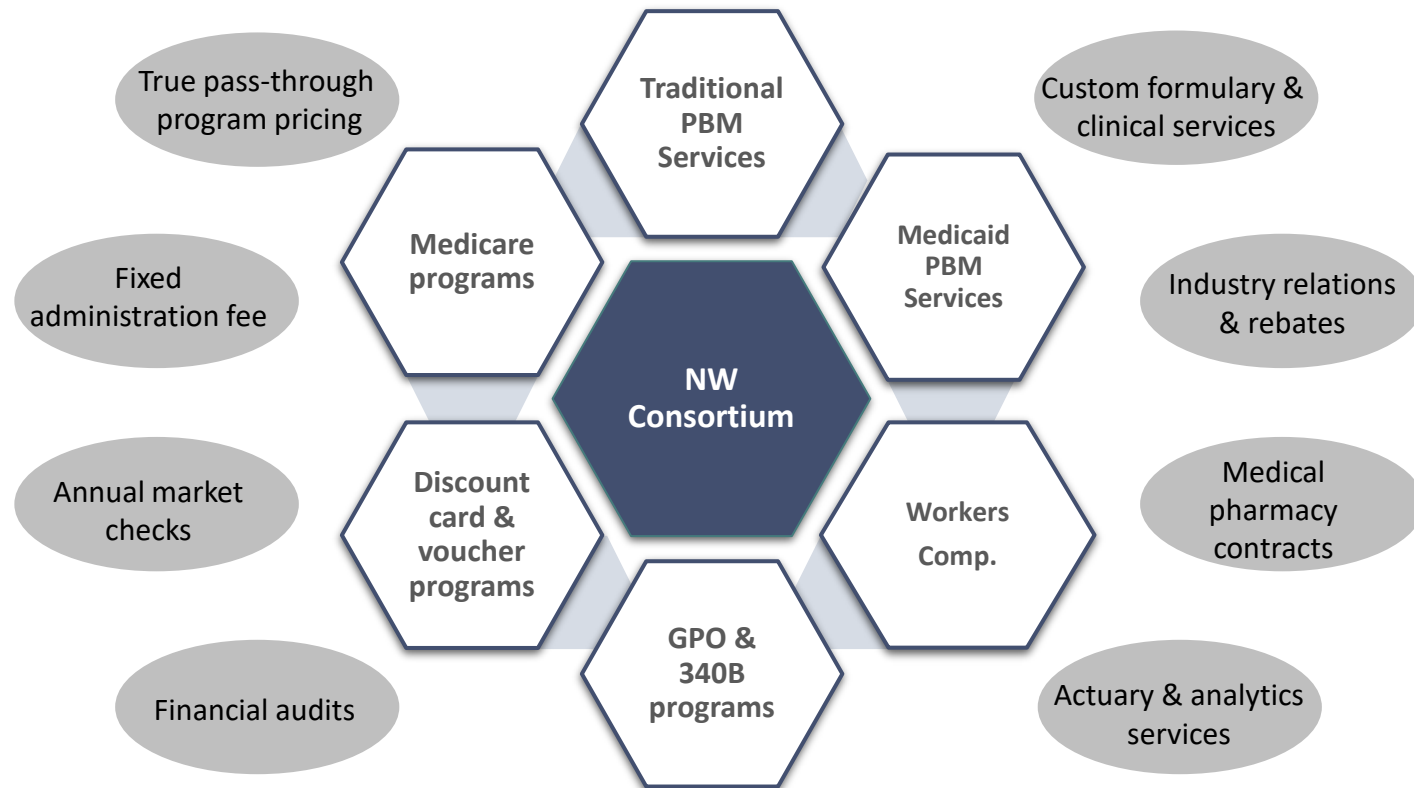 True pass-through
program pricing
Traditional
PBM
Services
Custom formulary &
clinical services
Medicare
programs
Medicaid
PBM
Services
Fixed
administration fee
Industry relations
& rebates
NW
Consortium
Annual market
checks
Discount
card &
voucher
programs
Workers
Comp.
Medical
pharmacy
contracts
GPO &
340B
programs
Financial audits
Actuary & analytics
services